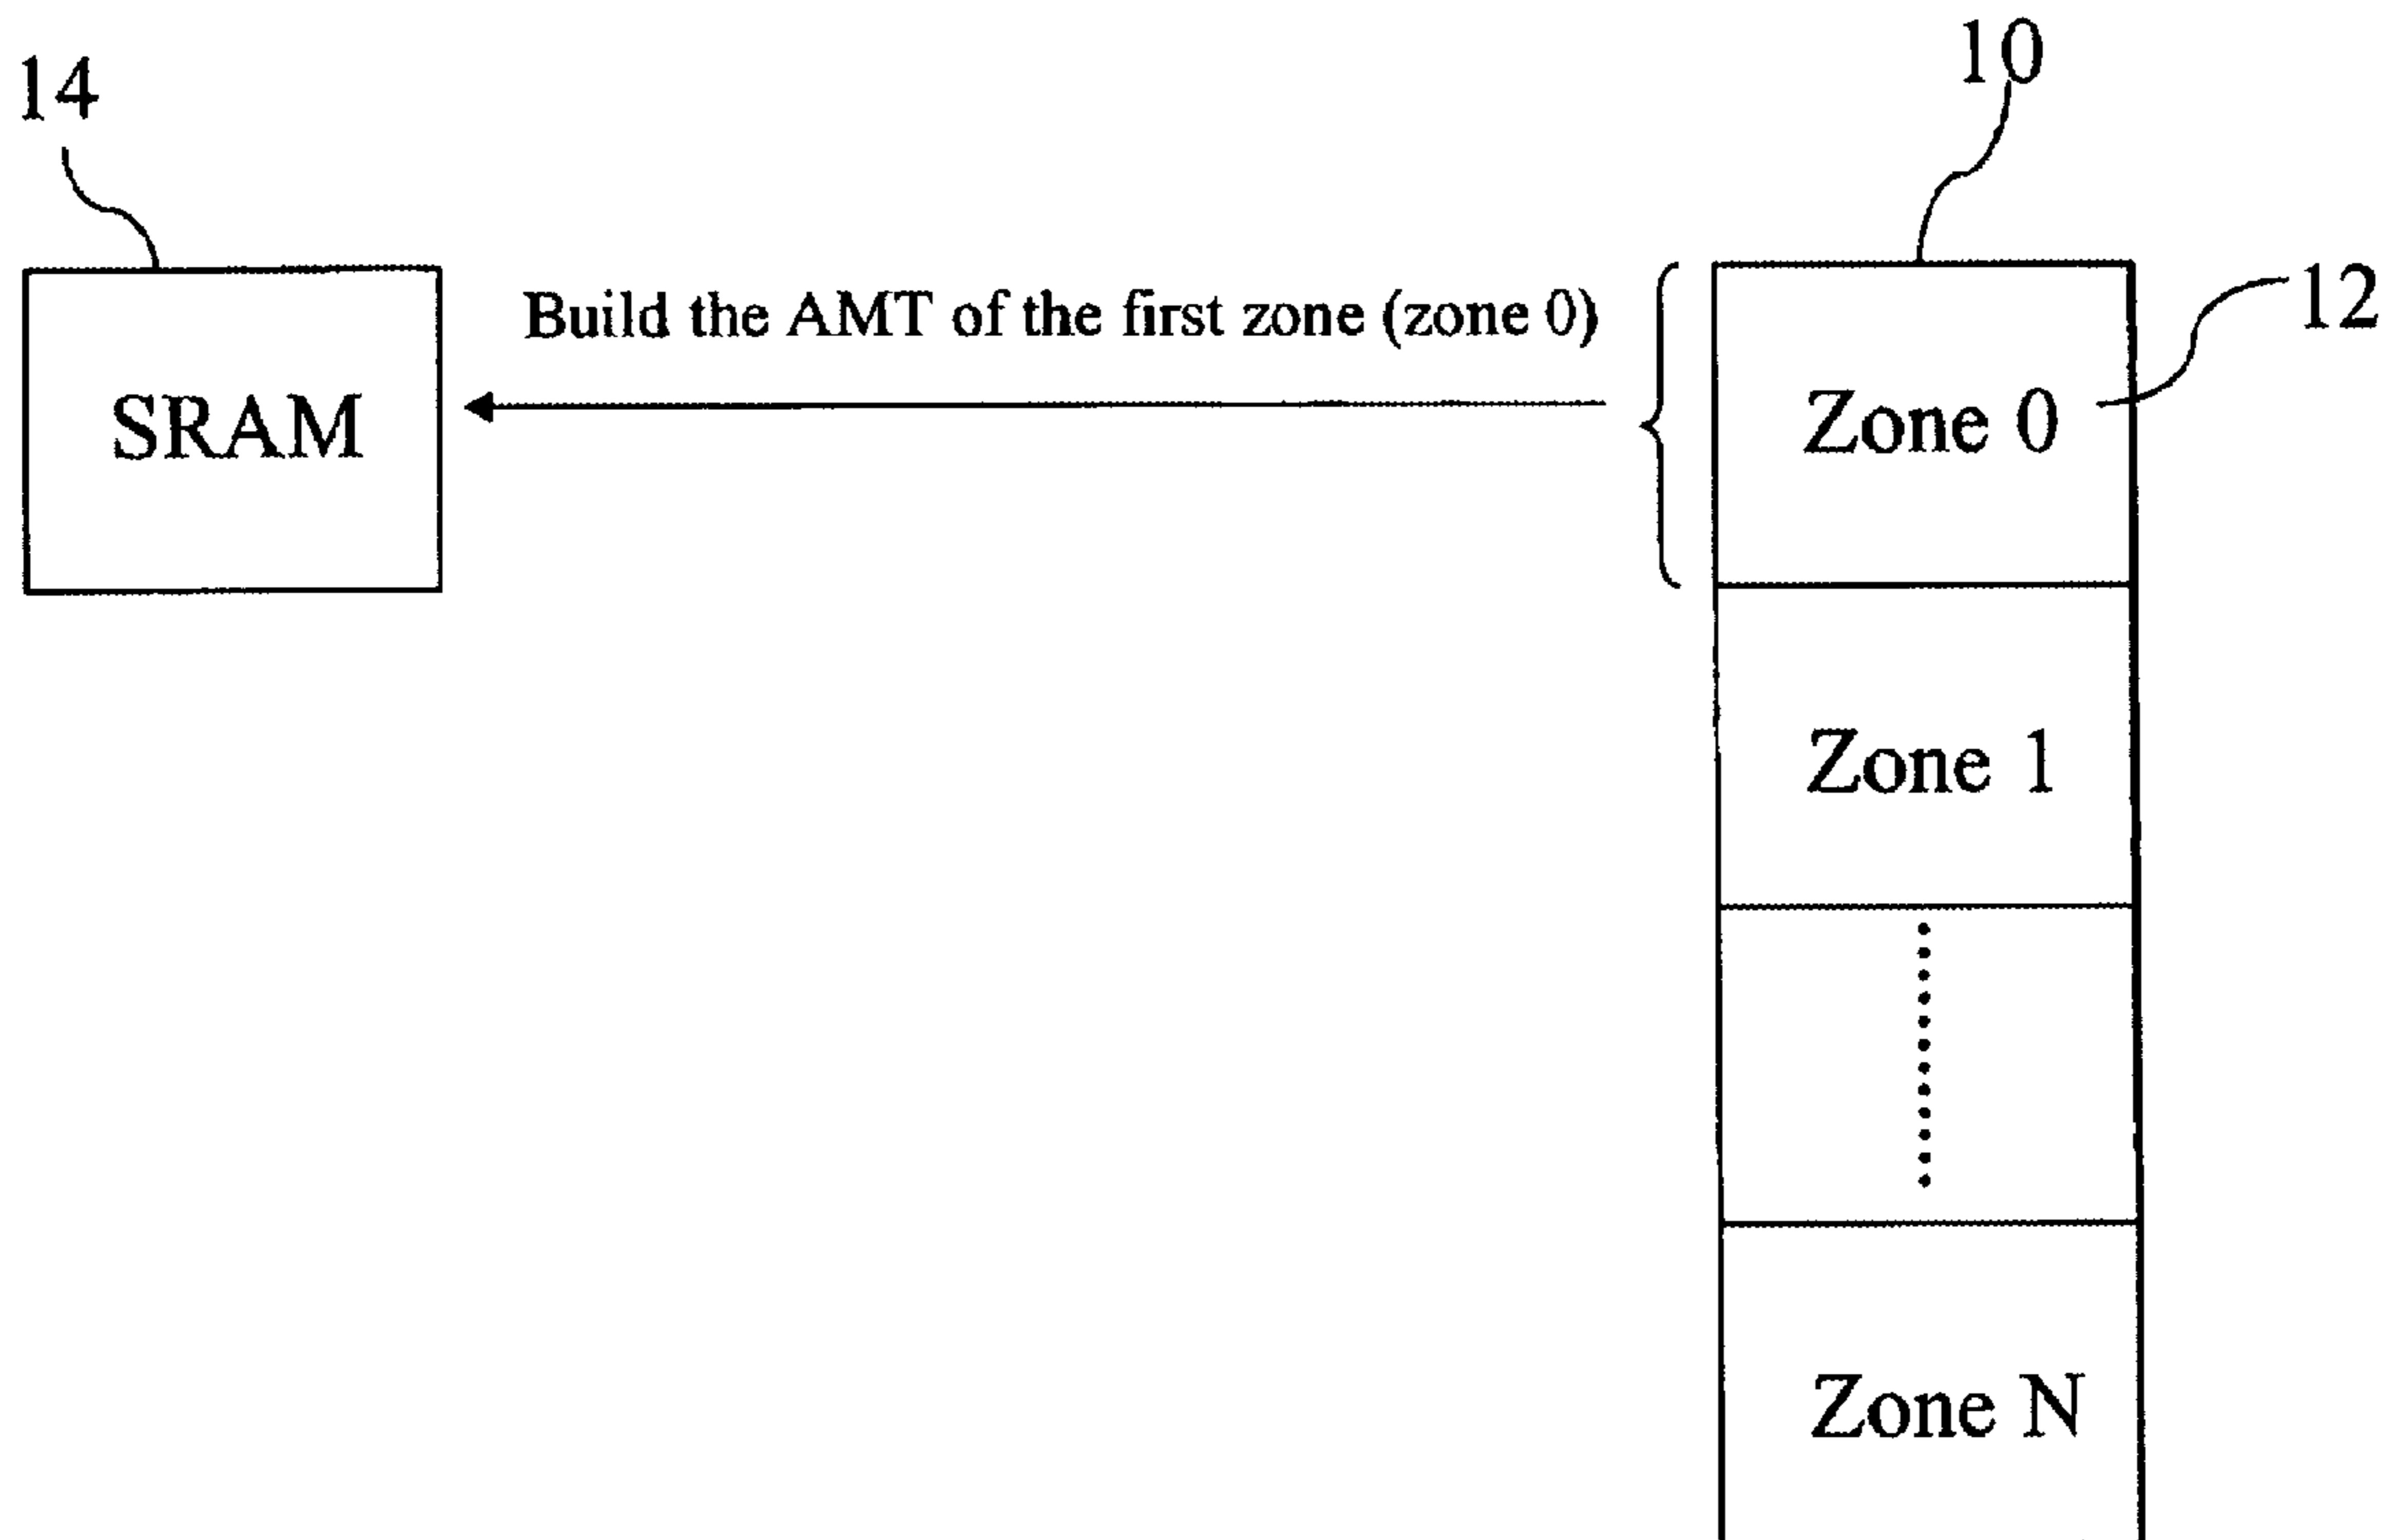 10
14
12
Build the AMT of the first zone (zone 0)
SRAM
Zone 0
Zone 1
Zone N